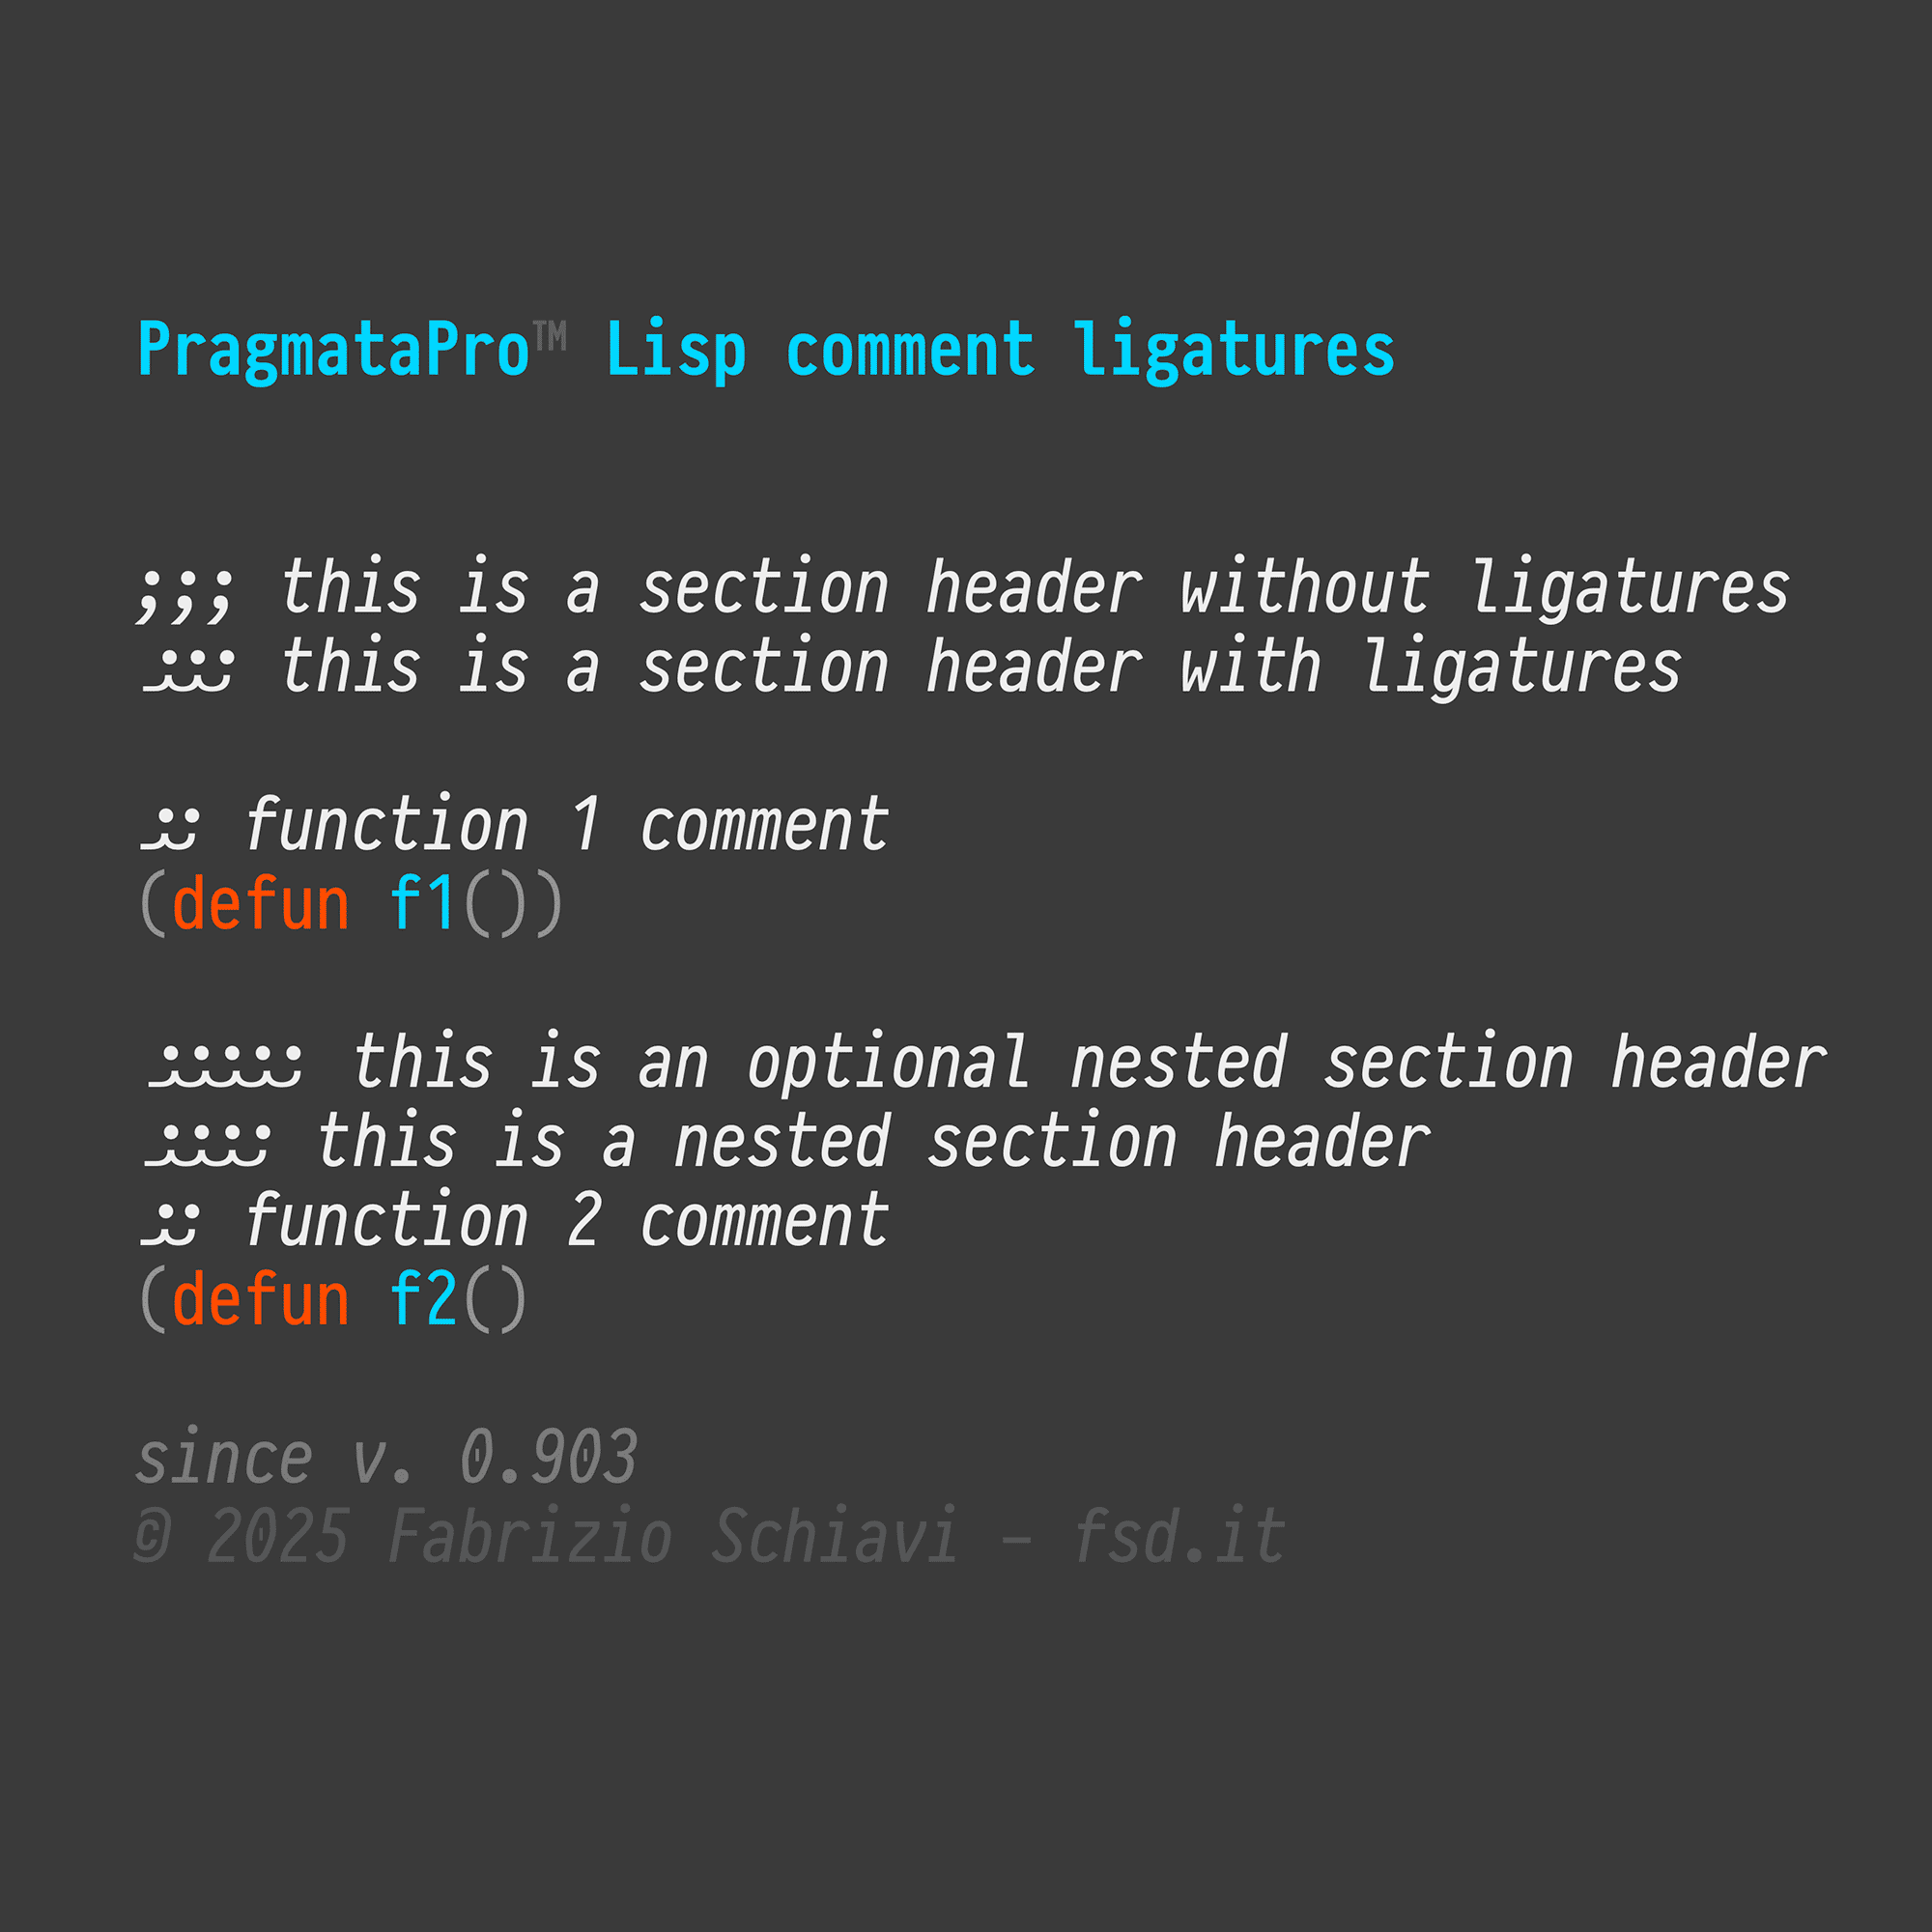 PragmataPro™ Lisp comment ligatures
;;; this is a section header without ligatures
;;; this is a section header with ligatures
;; function 1 comment
(defun f1())
;;;;; this is an optional nested section header
;;;; this is a nested section header
;; function 2 comment
(defun f2()
since v. 0.903
© 2025 Fabrizio Schiavi – fsd.it